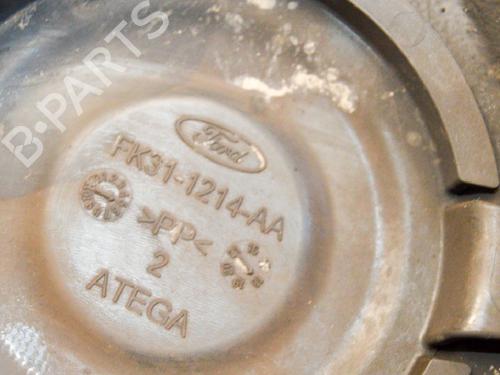 B-PARTS
Ford
FK31-1214-AA
>PP<
2
ATEGA